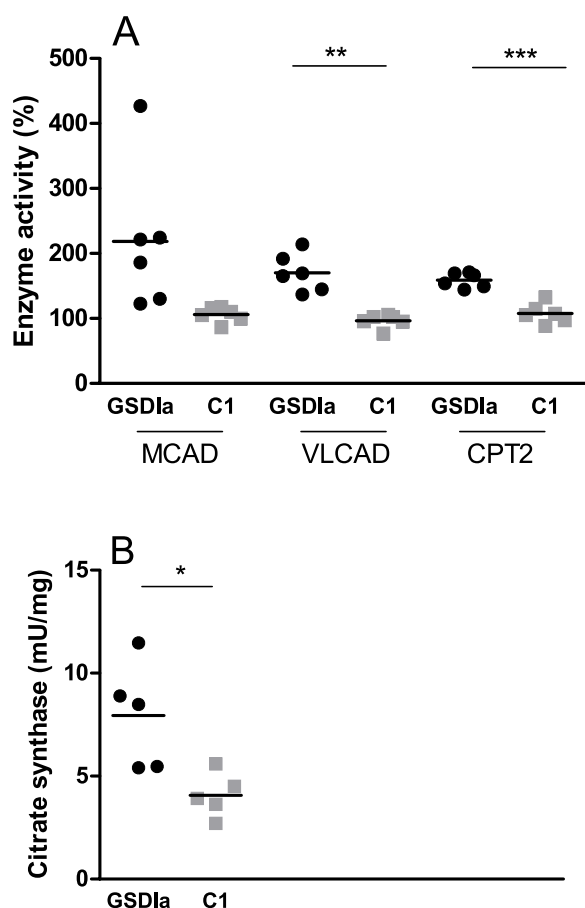 A
Enzyme activity (%)
500
400
300
200
100
0
** ***
GSDIa C1 GSDIa C1 GSDIa C1
MCAD VLCAD CPT2
B
Citrate synthase (mU/mg)
15
10
5
0
*
GSDIa C1